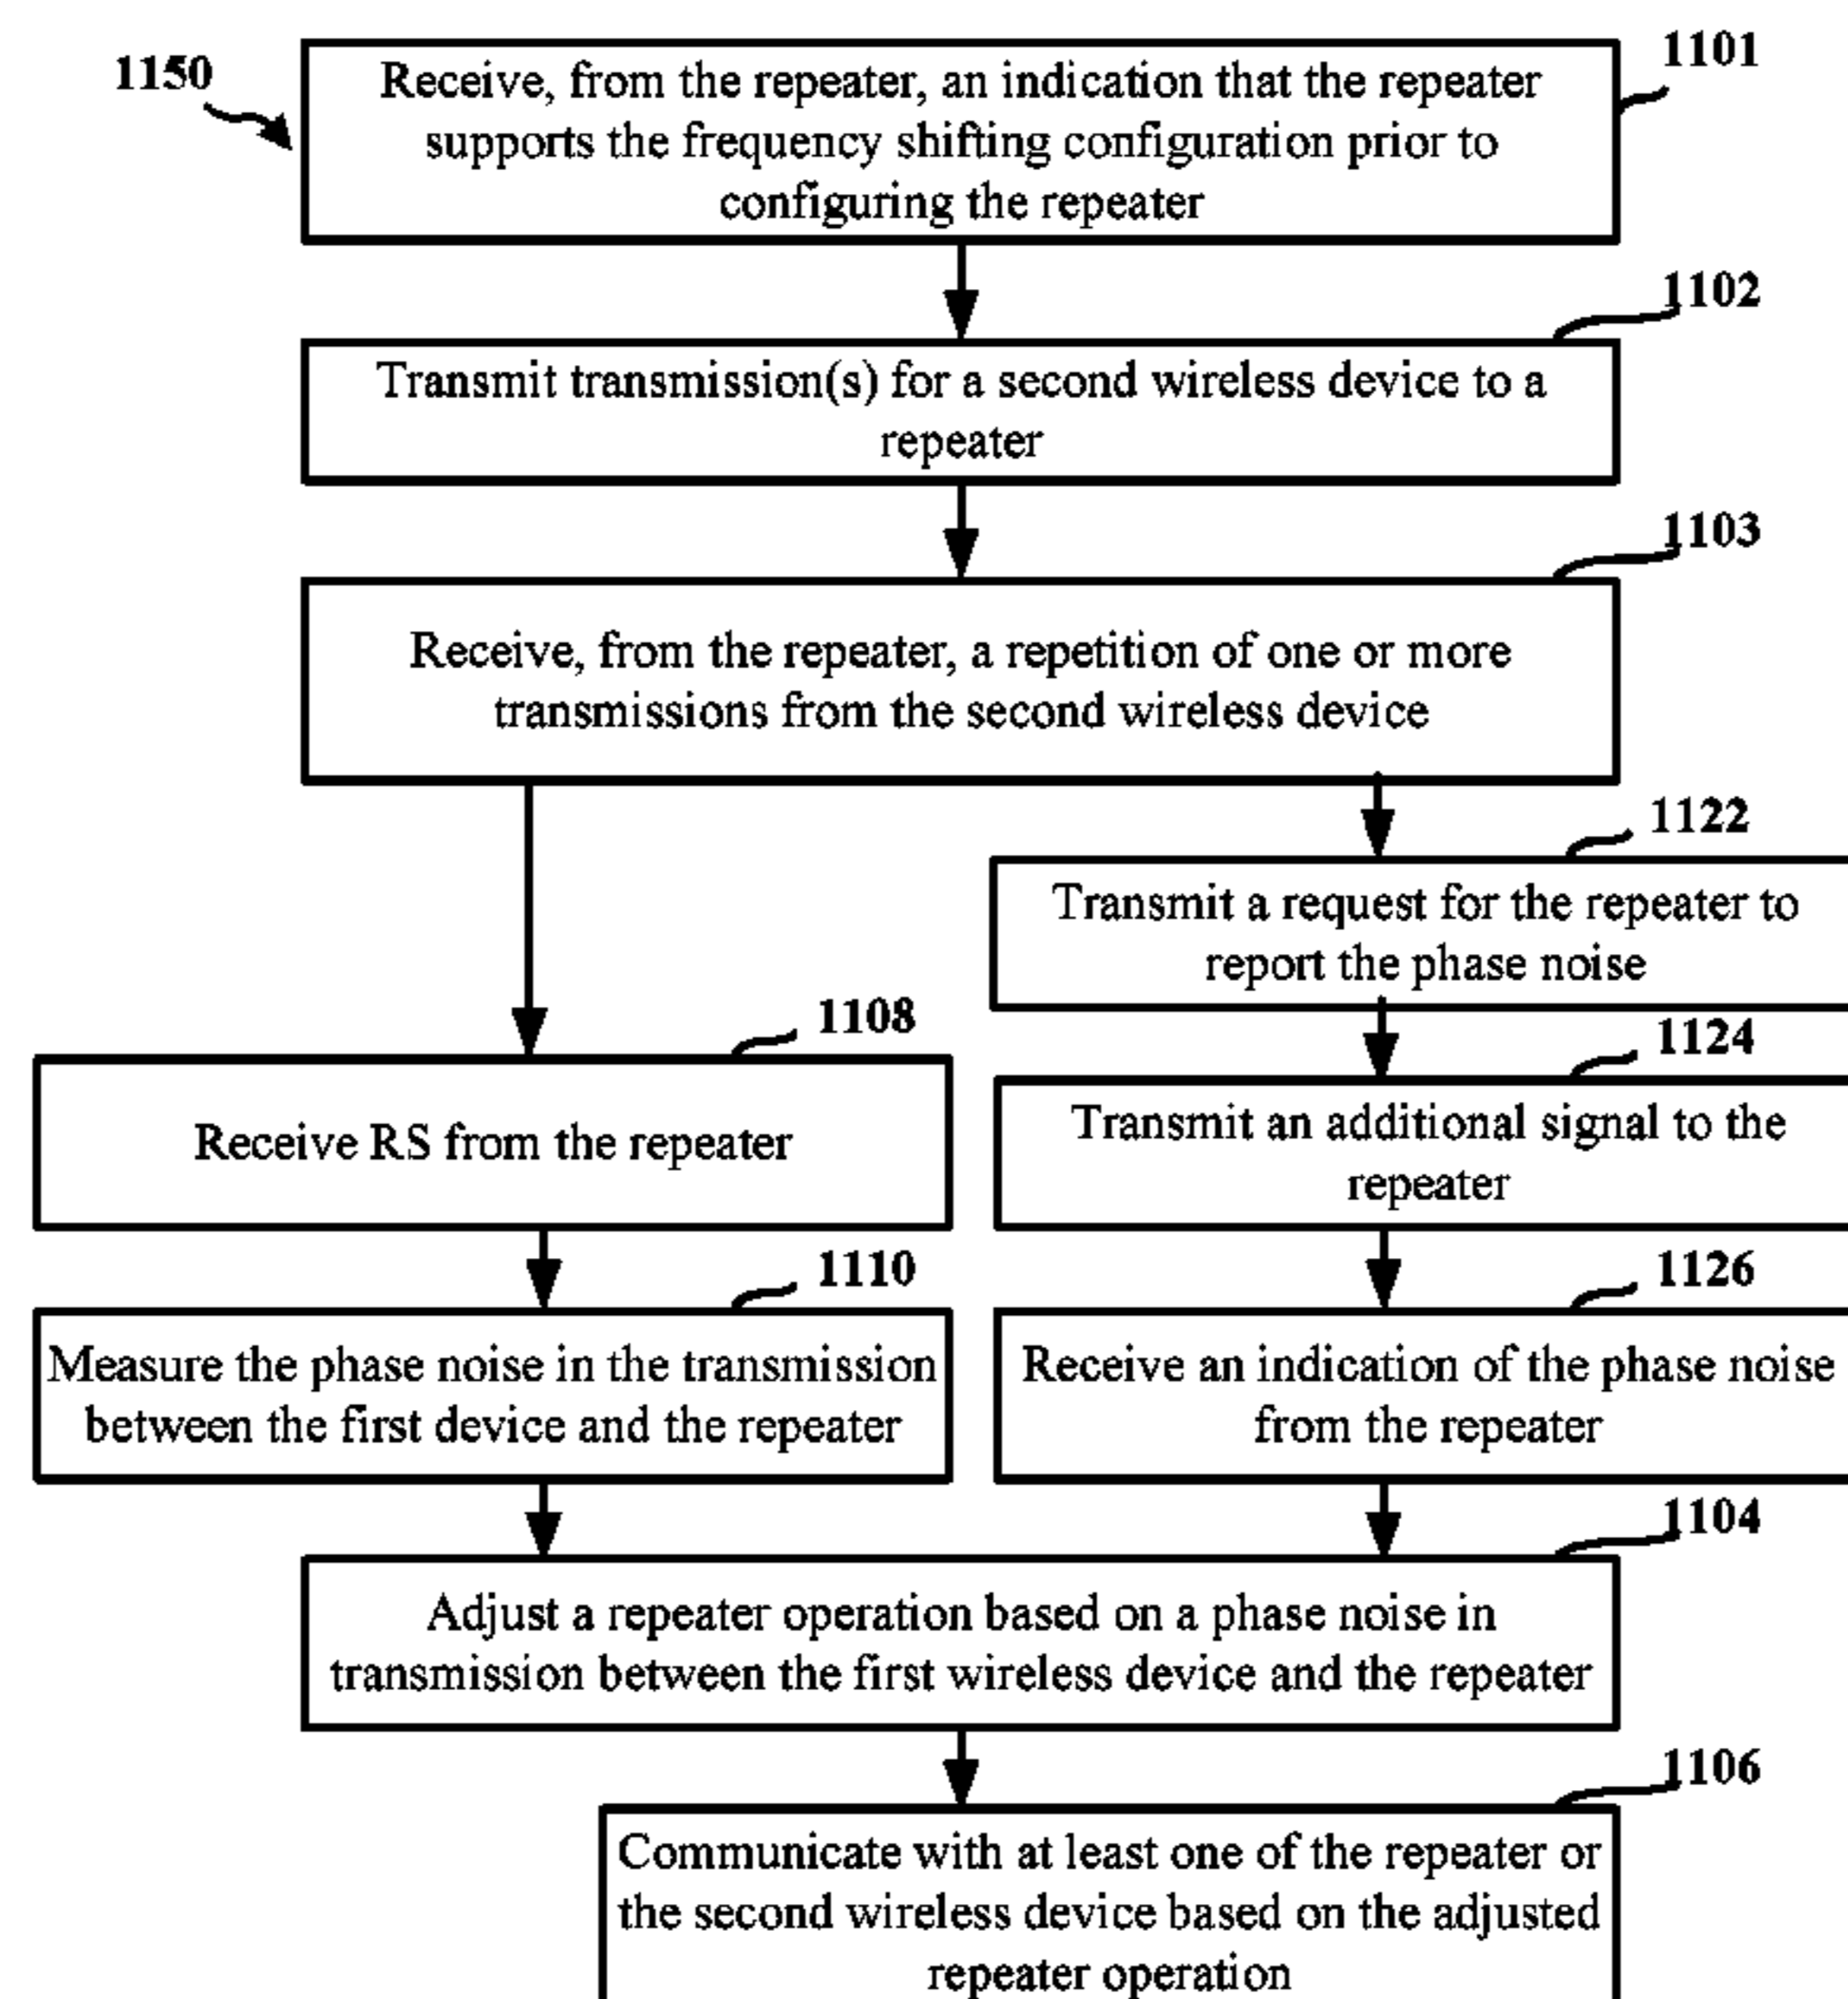 1150
1101
Receive, from the repeater, an indication that the repeater
supports the frequency shifting configuration prior to
configuring the repeater
1102
Transmit transmission(s) for a second wireless device to a
repeater
1103
Receive, from the repeater, a repetition of one or more
transmissions from the second wireless device
1122
Transmit a request for the repeater to
report the phase noise
1108
Receive RS from the repeater
1124
Transmit an additional signal to the
repeater
1110
Measure the phase noise in the transmission
between the first device and the repeater
1126
Receive an indication of the phase noise
from the repeater
1104
Adjust a repeater operation based on a phase noise in
transmission between the first wireless device and the repeater
1106
Communicate with at least one of the repeater or
the second wireless device based on the adjusted
repeater operation